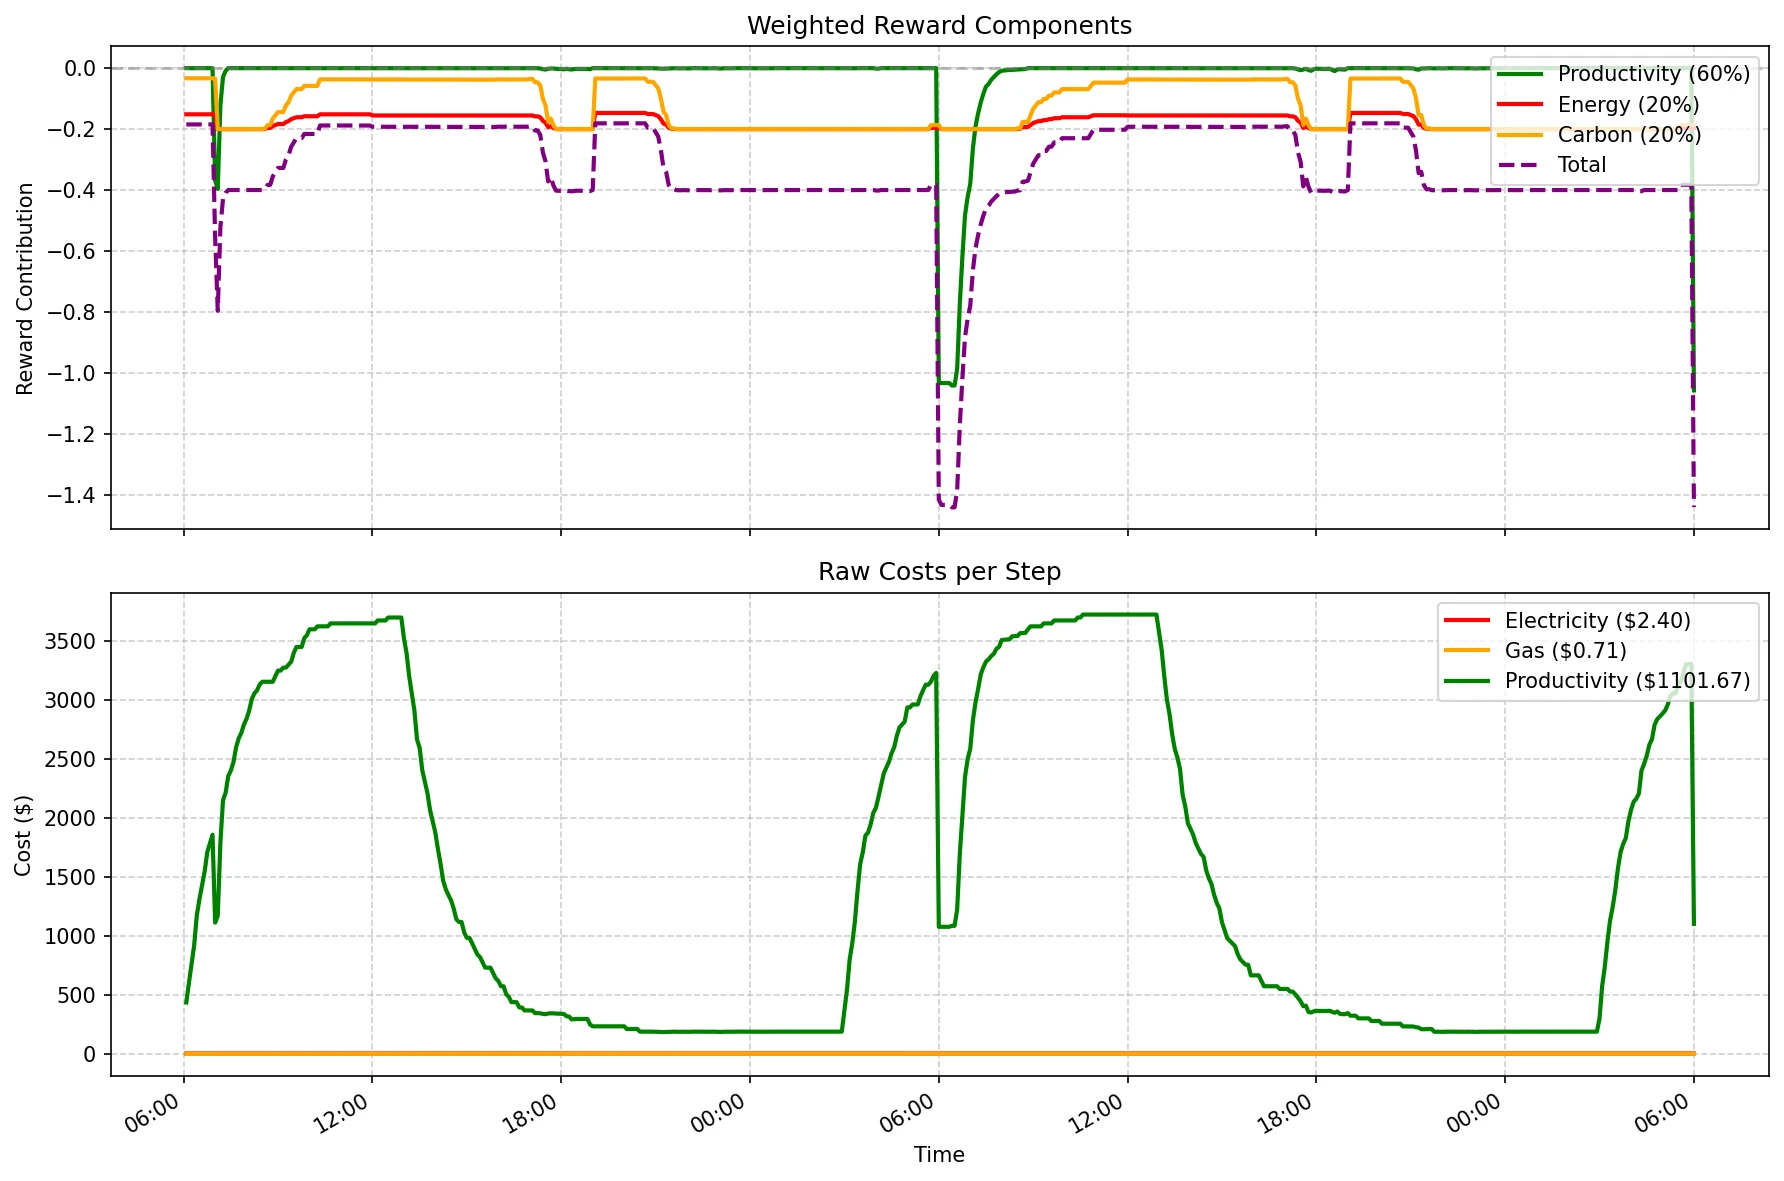 Weighted Reward Components
Reward Contribution
0.0
−0.2
−0.4
−0.6
−0.8
−1.0
−1.2
−1.4
Productivity (60%)
Energy (20%)
Carbon (20%)
Total
Raw Costs per Step
Cost ($)
3500
3000
2500
2000
1500
1000
500
0
Electricity ($2.40)
Gas ($0.71)
Productivity ($1101.67)
06:00 12:00 18:00 00:00 06:00 12:00 18:00 00:00 06:00
Time